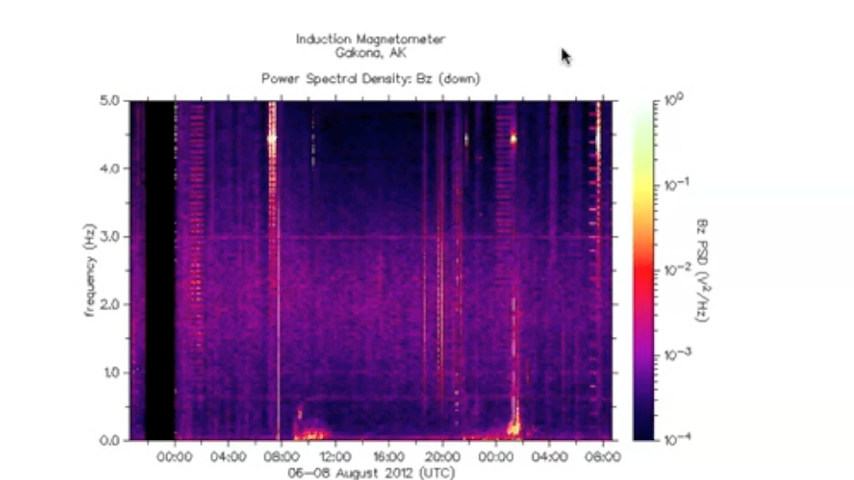 Induction Magnetometer
Gakona, AK
Power Spectral Density: Bz (down)
5.0
4.0
3.0
2.0
1.0
0.0
frequency (Hz)
00:00 04:00 08:00 12:00 16:00 20:00 00:00 04:00 08:00
06–08 August 2012 (UTC)
10⁰
10⁻¹
10⁻²
10⁻³
10⁻⁴
Bz PSD (V²/Hz)